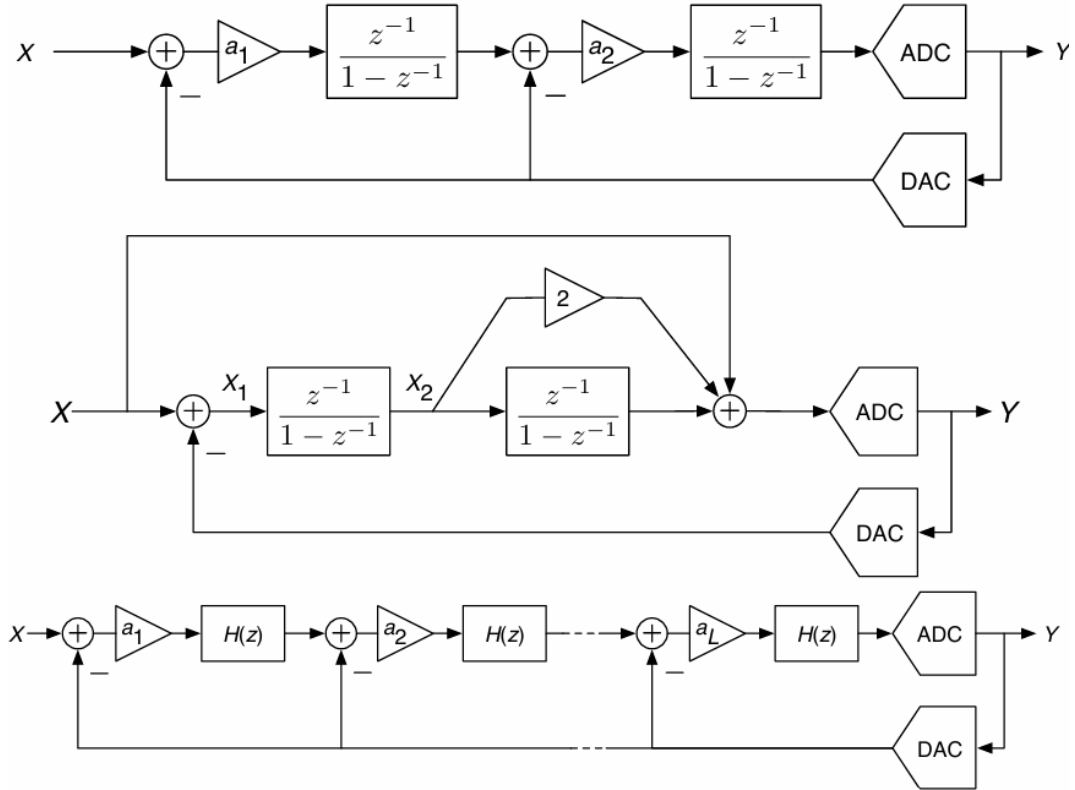 X + a₁ z⁻¹ / (1 − z⁻¹) + a₂ z⁻¹ / (1 − z⁻¹) ADC Y
− −
DAC
2
X + X₁ z⁻¹ / (1 − z⁻¹) X₂ z⁻¹ / (1 − z⁻¹) + ADC Y
−
DAC
X + a₁ H(z) + a₂ H(z) + a_L H(z) ADC Y
− − −
DAC